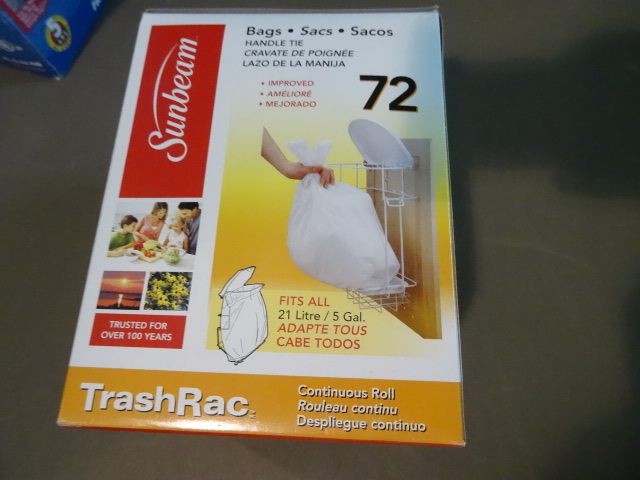 Sunbeam
Bags • Sacs • Sacos
HANDLE TIE
CRAVATE DE POIGNÉE
LAZO DE LA MANIJA
• IMPROVED
• AMÉLIORÉ
• MEJORADO
72
TRUSTED FOR
OVER 100 YEARS
FITS ALL
21 Litre / 5 Gal.
ADAPTE TOUS
CABE TODOS
TrashRac
Continuous Roll
Rouleau continu
Despliegue continuo